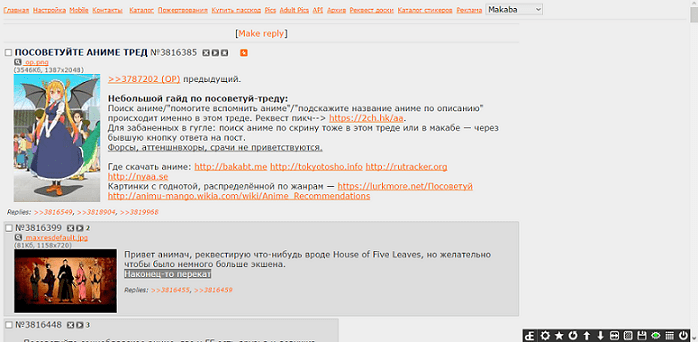 Главная Настройка Mobile Контакты Каталог Пожертвования Купить пасскод Pics Adult Pics API Архив Реквест доски Каталог стикеров Реклама Makaba
[Make reply]
ПОСОВЕТУЙТЕ АНИМЕ ТРЕД №3816385
op.png
(3546Кб, 1387x2048)
>>3787202 (OP) предыдущий.
Небольшой гайд по посоветуй-треду:
Поиск аниме/"помогите вспомнить аниме"/"подскажите название аниме по описанию"
происходит именно в этом треде. Реквест пикч--> https://2ch.hk/aa.
Для забаненных в гугле: поиск аниме по скрину тоже в этом треде или в макабе — через
бывшую кнопку ответа на пост.
Форсы, аттеншнвхоры, срачи не приветствуются.
Где скачать аниме: http://bakabt.me http://tokyotosho.info http://rutracker.org
http://nyaa.se
Картинки с годнотой, распределённой по жанрам — https://lurkmore.net/Посоветуй
http://animu-mango.wikia.com/wiki/Anime_Recommendations
Replies: >>3816549, >>3818904, >>3819966
№3816399 2
maxresdefault.jpg
(81Кб, 1158x720)
Привет анимач, реквестирую что-нибудь вроде House of Five Leaves, но желательно
чтобы было немного больше экшена.
Наконец-то перекат
Replies: >>3816455, >>3816459
№3816448 3